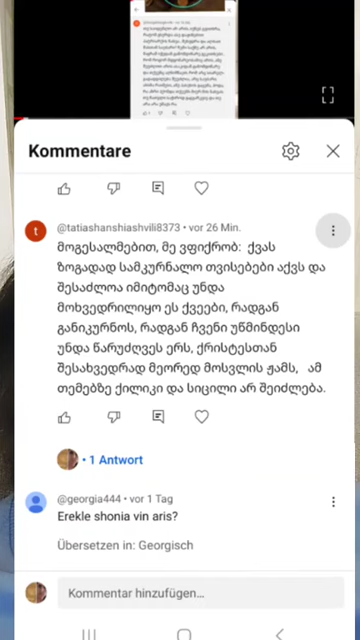 Kommentare
@tatiashanshiashvili8373 • vor 26 Min.
მოგესალმებით, მე ვფიქრობ: ქვას
ზოგადად სამკურნალო თვისებები აქვს და
შესაძლოა იმიტომაც უნდა
მოხვედრილიყო ეს ქვეები, რადგან
განიკურნოს, რადგან ჩვენი უწმინდესი
უნდა წარუძღვეს ერს, ქრისტესთან
შესახვედრად მეორედ მოსვლის ჟამს, ამ
თემებზე ქილიკი და სიცილი არ შეიძლება.
• 1 Antwort
@georgia444 • vor 1 Tag
Erekle shonia vin aris?
Übersetzen in: Georgisch
Kommentar hinzufügen...
t